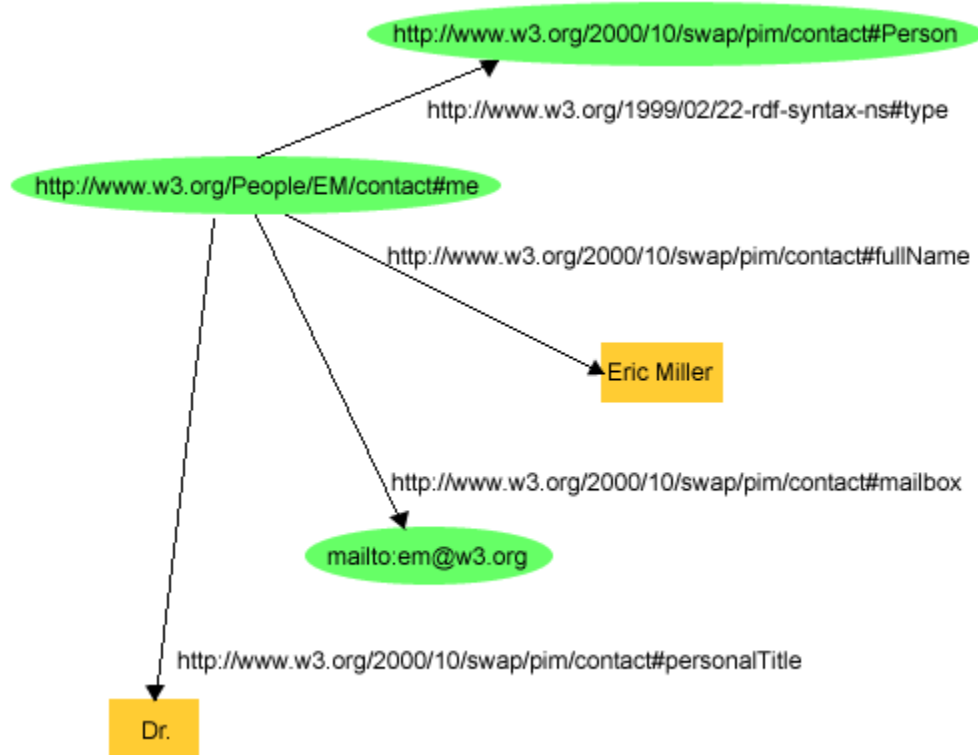 http://www.w3.org/2000/10/swap/pim/contact#Person
http://www.w3.org/1999/02/22-rdf-syntax-ns#type
http://www.w3.org/People/EM/contact#me
http://www.w3.org/2000/10/swap/pim/contact#fullName
Eric Miller
http://www.w3.org/2000/10/swap/pim/contact#mailbox
mailto:em@w3.org
http://www.w3.org/2000/10/swap/pim/contact#personalTitle
Dr.